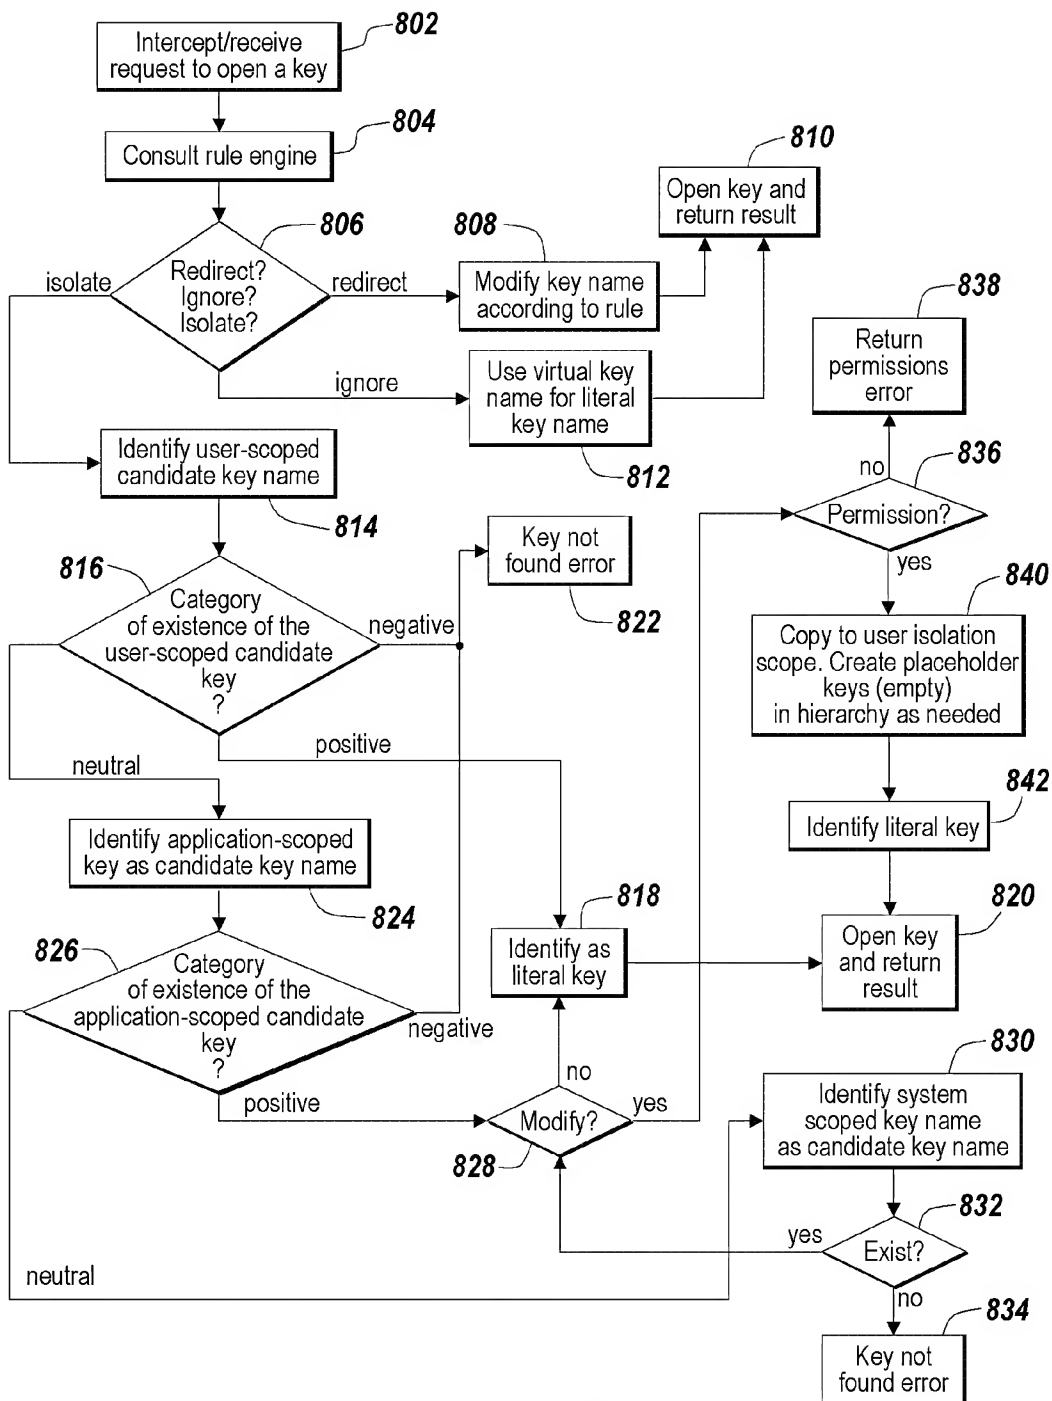 802
Intercept/receive
request to open a key
804
Consult rule engine
810
Open key and
return result
806
Redirect?
Ignore?
Isolate?
isolate
redirect
808
Modify key name
according to rule
ignore
Use virtual key
name for literal
key name
812
838
Return
permissions
error
no
836
Permission?
yes
Identify user-scoped
candidate key name
814
Key not
found error
822
816
Category
of existence of the
user-scoped candidate
key
?
negative
positive
neutral
840
Copy to user isolation
scope. Create placeholder
keys (empty)
in hierarchy as needed
842
Identify literal key
Identify application-scoped
key as candidate key name
824
818
Identify as
literal key
820
Open key
and return
result
826
Category
of existence of the
application-scoped candidate
key
?
negative
positive
neutral
no
Modify?
yes
828
830
Identify system
scoped key name
as candidate key name
832
yes
Exist?
no
834
Key not
found error